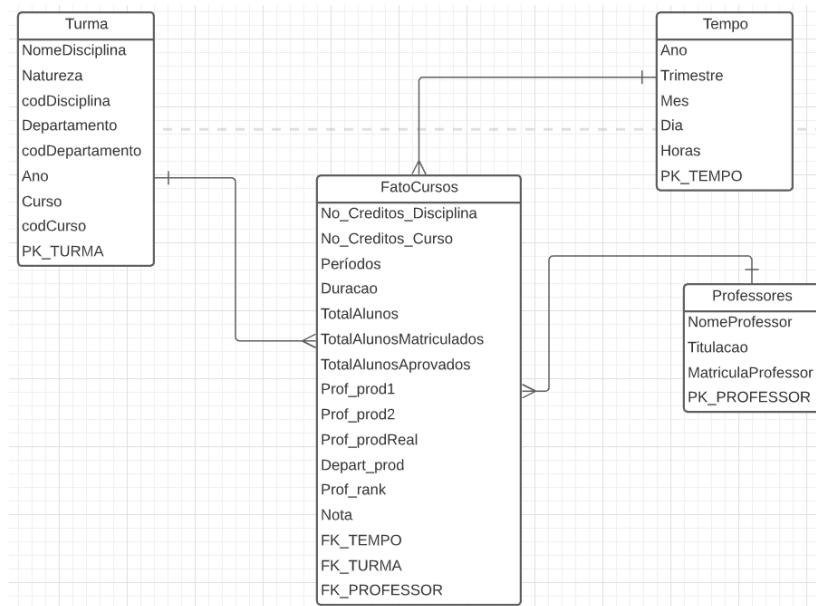 Turma
NomeDisciplina
Natureza
codDisciplina
Departamento
codDepartamento
Ano
Curso
codCurso
PK_TURMA
Tempo
Ano
Trimestre
Mes
Dia
Horas
PK_TEMPO
FatoCursos
No_Creditos_Disciplina
No_Creditos_Curso
Períodos
Duracao
TotalAlunos
TotalAlunosMatriculados
TotalAlunosAprovados
Prof_prod1
Prof_prod2
Prof_prodReal
Depart_prod
Prof_rank
Nota
FK_TEMPO
FK_TURMA
FK_PROFESSOR
Professores
NomeProfessor
Titulacao
MatriculaProfessor
PK_PROFESSOR